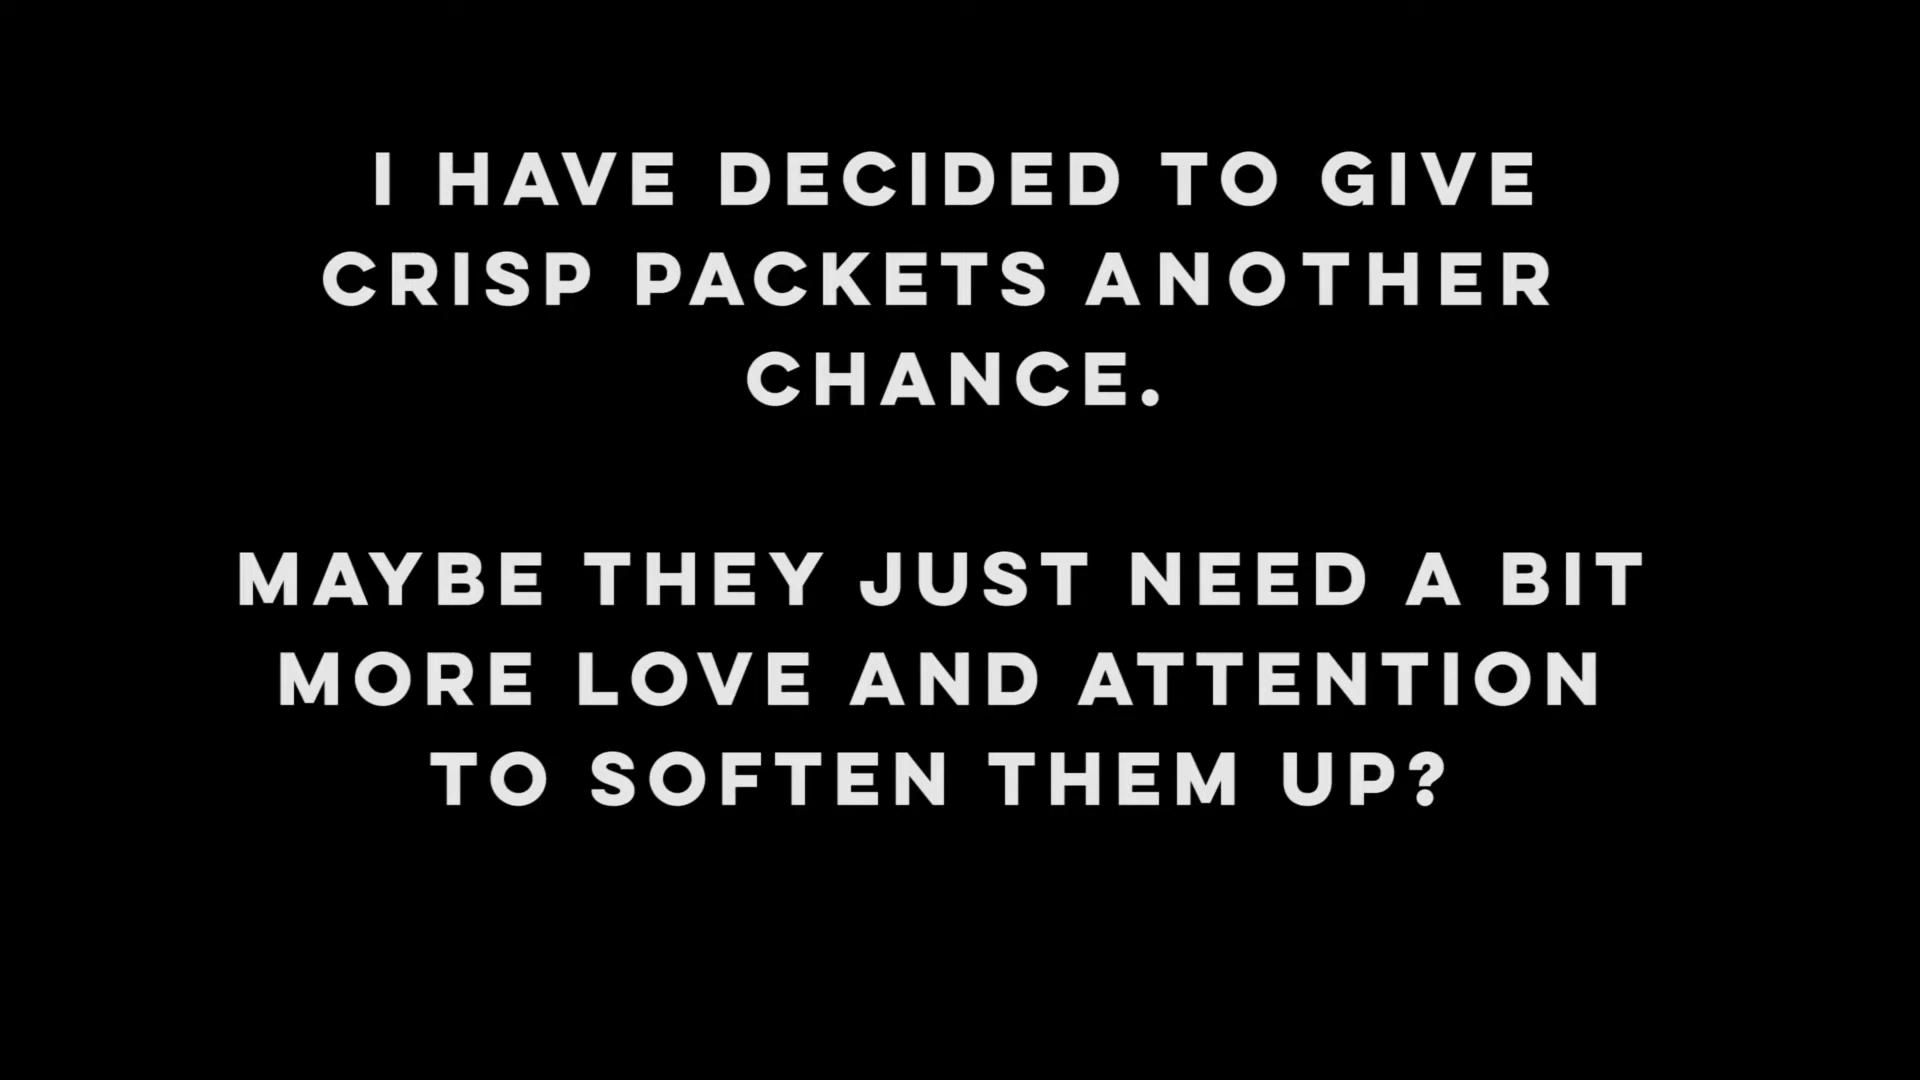 I HAVE DECIDED TO GIVE
CRISP PACKETS ANOTHER
CHANCE.
MAYBE THEY JUST NEED A BIT
MORE LOVE AND ATTENTION
TO SOFTEN THEM UP?